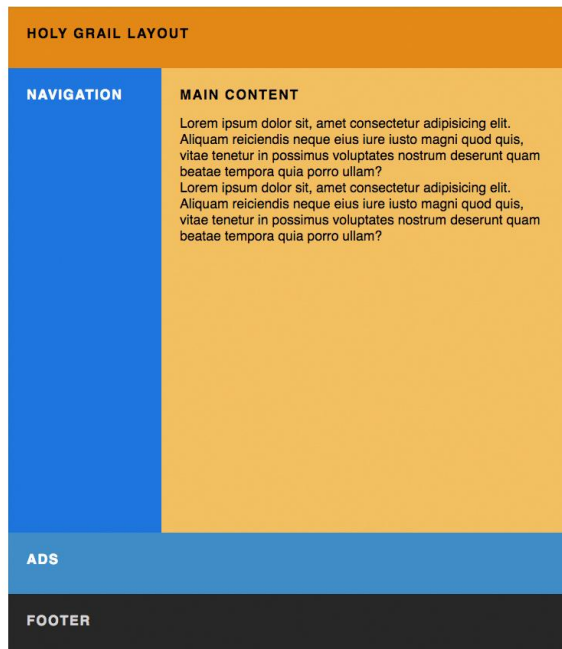 HOLY GRAIL LAYOUT
NAVIGATION
MAIN CONTENT
Lorem ipsum dolor sit, amet consectetur adipisicing elit.
Aliquam reiciendis neque eius iure iusto magni quod quis,
vitae tenetur in possimus voluptates nostrum deserunt quam
beatae tempora quia porro ullam?
Lorem ipsum dolor sit, amet consectetur adipisicing elit.
Aliquam reiciendis neque eius iure iusto magni quod quis,
vitae tenetur in possimus voluptates nostrum deserunt quam
beatae tempora quia porro ullam?
ADS
FOOTER